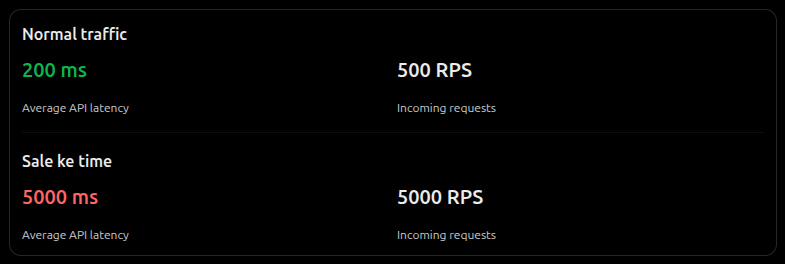 Normal traffic
200 ms
500 RPS
Average API latency
Incoming requests
Sale ke time
5000 ms
5000 RPS
Average API latency
Incoming requests